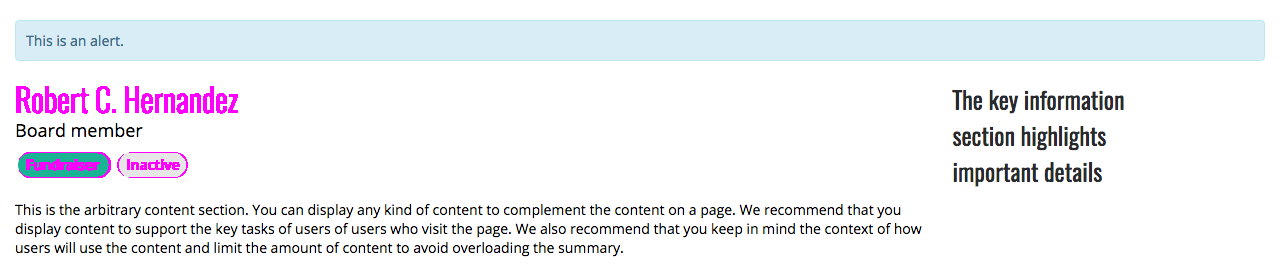 This is an alert.
Robert C. Hernandez
Board member
Fundraiser
Inactive
This is the arbitrary content section. You can display any kind of content to complement the content on a page. We recommend that you
display content to support the key tasks of users of users who visit the page. We also recommend that you keep in mind the context of how
users will use the content and limit the amount of content to avoid overloading the summary.
The key information
section highlights
important details